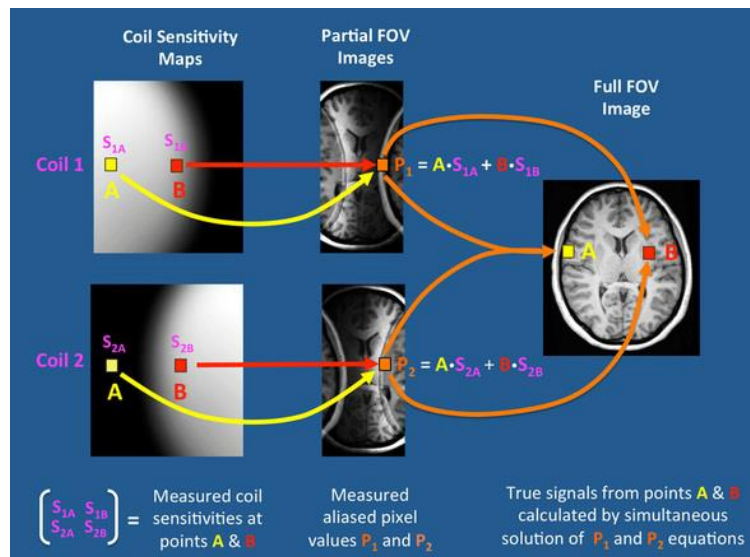 Coil Sensitivity
Maps
Partial FOV
Images
Full FOV
Image
Coil 1
S1A
S1B
A
B
P1 = A•S1A + B•S1B
A
B
Coil 2
S2A
S2B
A
B
P2 = A•S2A + B•S2B
S1A S1B
S2A S2B
=
Measured coil
sensitivities at
points A & B
Measured
aliased pixel
values P1 and P2
True signals from points A & B
calculated by simultaneous
solution of P1 and P2 equations